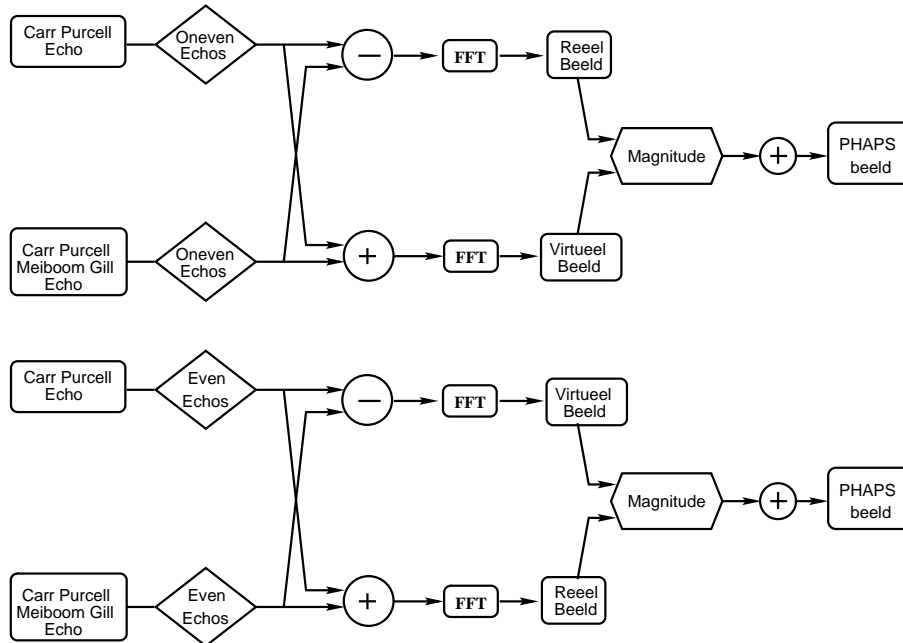 Carr Purcell
Echo
Oneven
Echos
−
FFT
Reeel
Beeld
Magnitude
+
PHAPS
beeld
Carr Purcell
Meiboom Gill
Echo
Oneven
Echos
+
FFT
Virtueel
Beeld
Carr Purcell
Echo
Even
Echos
−
FFT
Virtueel
Beeld
Magnitude
+
PHAPS
beeld
Carr Purcell
Meiboom Gill
Echo
Even
Echos
+
FFT
Reeel
Beeld